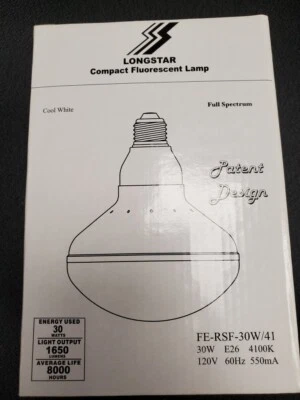 LONGSTAR
Compact Fluorescent Lamp
Cool White
Full Spectrum
Patent
Design
ENERGY USED
30
WATTS
LIGHT OUTPUT
1650
LUMENS
AVERAGE LIFE
8000
HOURS
FE-RSF-30W/41
30W E26 4100K
120V 60Hz 550mA